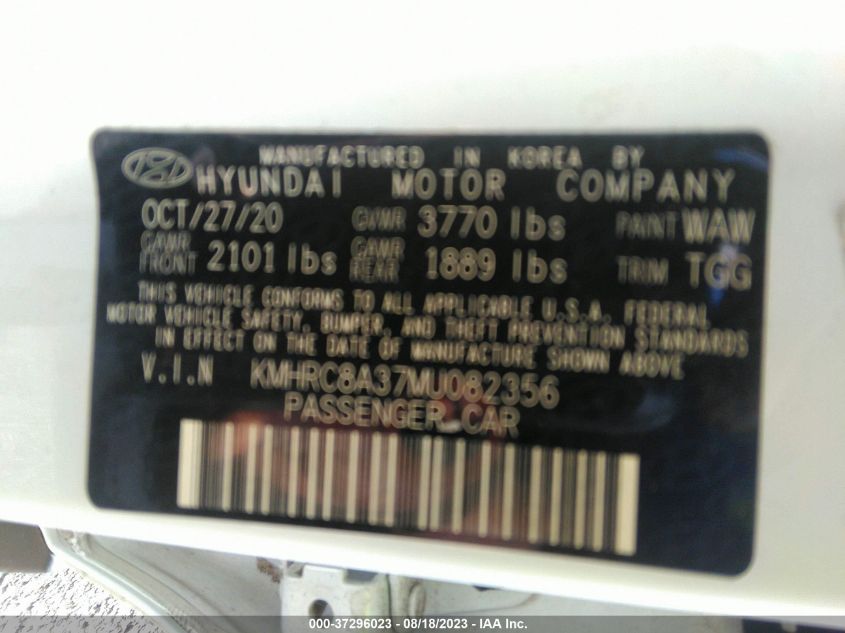 MANUFACTURED IN KOREA BY
HYUNDAI MOTOR COMPANY
OCT/27/20 GVWR 3770 lbs PAINT WAW
GAWR FRONT 2101 lbs GAWR REAR 1889 lbs TRIM TGG
THIS VEHICLE CONFORMS TO ALL APPLICABLE U.S.A. FEDERAL
MOTOR VEHICLE SAFETY, BUMPER, AND THEFT PREVENTION STANDARDS
IN EFFECT ON THE DATE OF MANUFACTURE SHOWN ABOVE
V.I.N KMHRC8A37MU082356
PASSENGER CAR
000-37296023 - 08/18/2023 - IAA Inc.